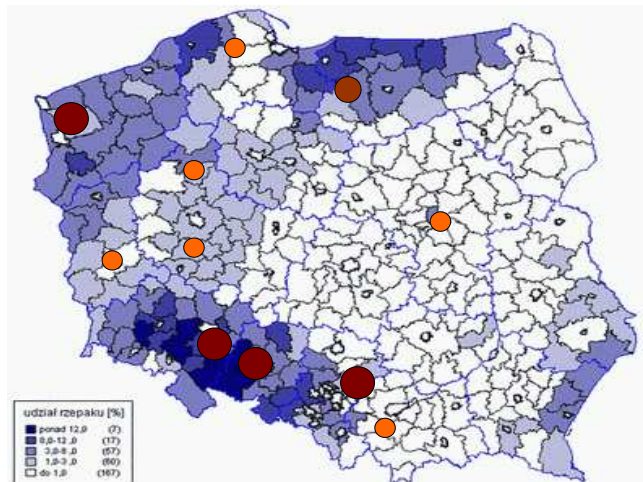 udział rzepaku [%]
ponad 12,0 (7)
8,0-12,0 (17)
3,0-8,0 (57)
1,0-3,0 (60)
do 1,0 (167)